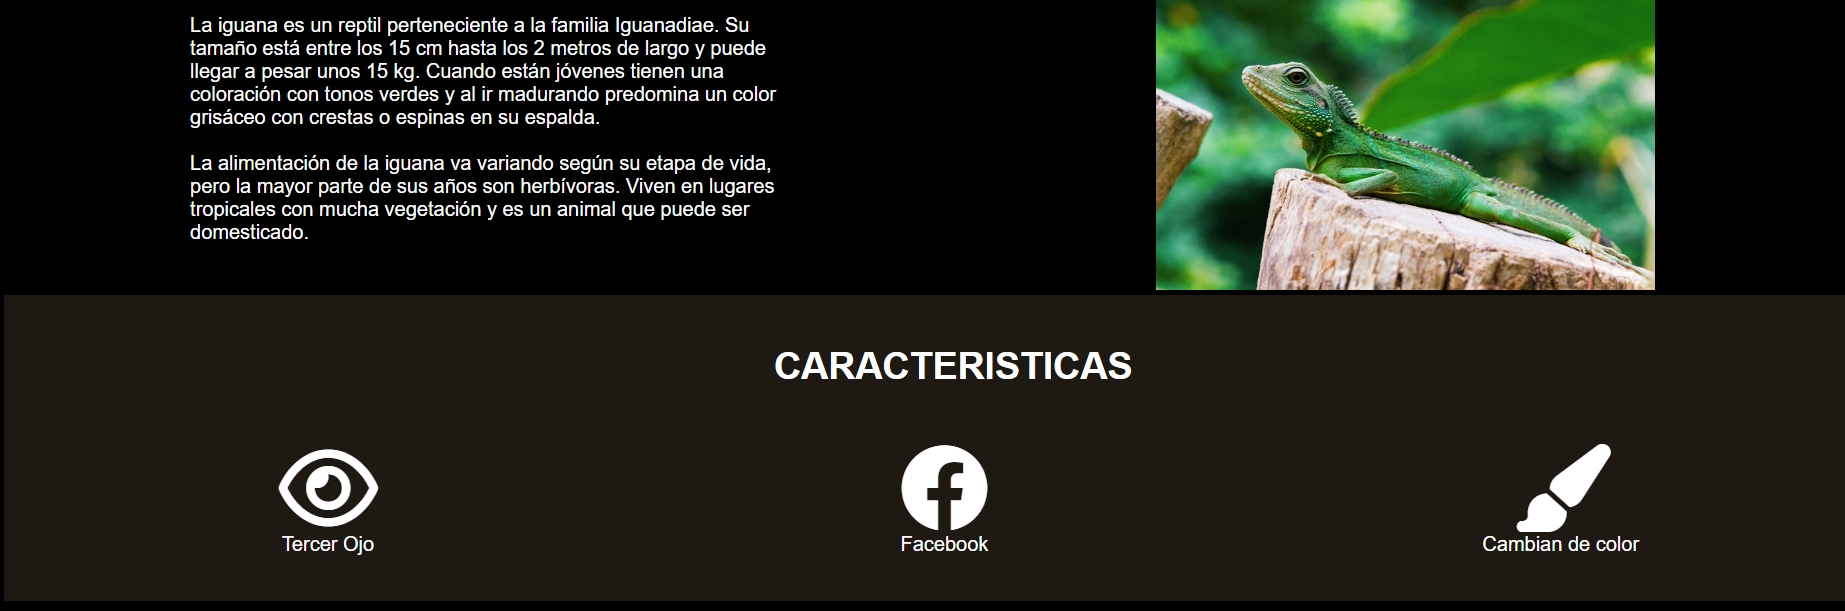 La iguana es un reptil perteneciente a la familia Iguanadiae. Su
tamaño está entre los 15 cm hasta los 2 metros de largo y puede
llegar a pesar unos 15 kg. Cuando están jóvenes tienen una
coloración con tonos verdes y al ir madurando predomina un color
grisáceo con crestas o espinas en su espalda.
La alimentación de la iguana va variando según su etapa de vida,
pero la mayor parte de sus años son herbívoras. Viven en lugares
tropicales con mucha vegetación y es un animal que puede ser
domesticado.
CARACTERISTICAS
Tercer Ojo
Facebook
Cambian de color